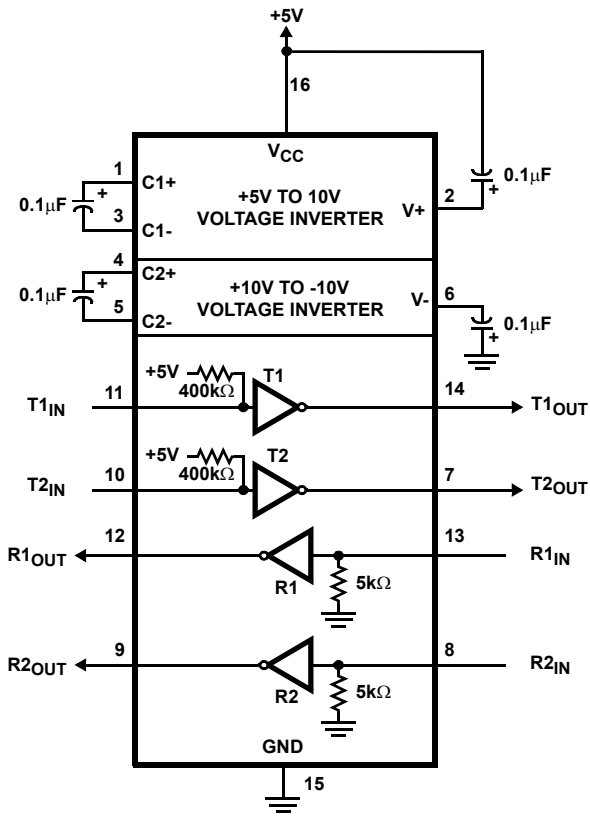 +5V
16
VCC
1
C1+
+
0.1μF
3
C1-
+5V TO 10V
VOLTAGE INVERTER
V+
2
0.1μF
+
4
C2+
+
0.1μF
5
C2-
+10V TO -10V
VOLTAGE INVERTER
V-
6
0.1μF
+
+5V
400kΩ
T1
T1IN
11
14
T1OUT
+5V
400kΩ
T2
T2IN
10
7
T2OUT
R1OUT
12
13
R1IN
R1
5kΩ
R2OUT
9
8
R2IN
R2
5kΩ
GND
15